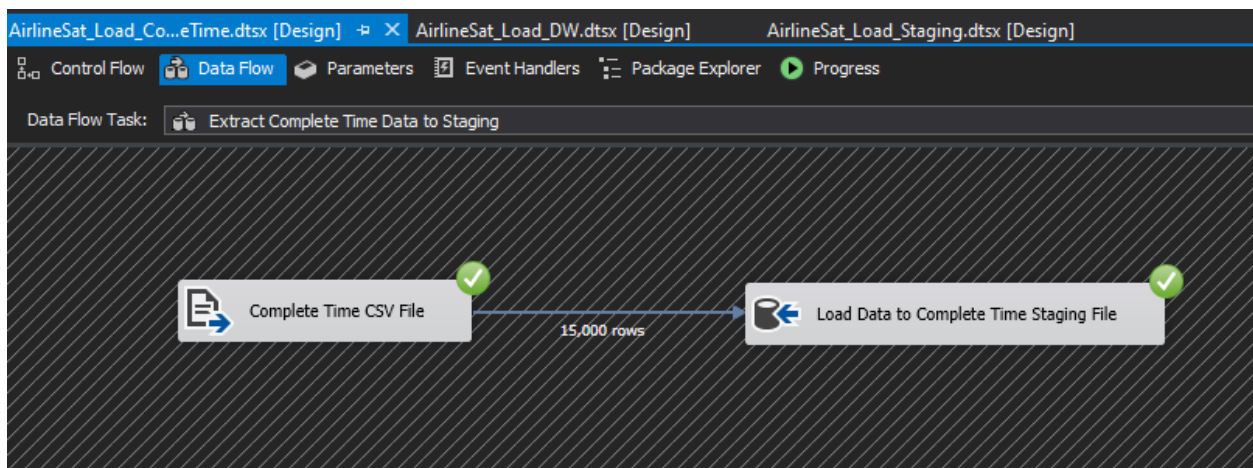 AirlineSat_Load_Co...eTime.dtsx [Design] AirlineSat_Load_DW.dtsx [Design] AirlineSat_Load_Staging.dtsx [Design]
Control Flow Data Flow Parameters Event Handlers Package Explorer Progress
Data Flow Task: Extract Complete Time Data to Staging
Complete Time CSV File
15,000 rows
Load Data to Complete Time Staging File